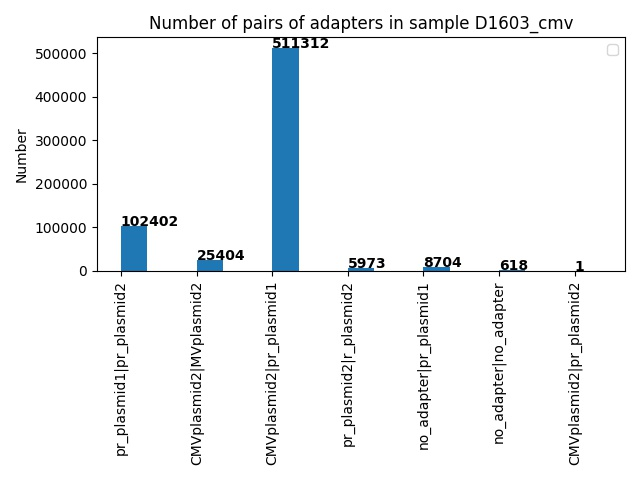 Number of pairs of adapters in sample D1603_cmv
Number
500000
400000
300000
200000
100000
0
102402
25404
511312
5973
8704
618
1
pr_plasmid1|pr_plasmid2
CMVplasmid2|MVplasmid2
CMVplasmid2|pr_plasmid1
pr_plasmid2|r_plasmid2
no_adapter|pr_plasmid1
no_adapter|no_adapter
CMVplasmid2|pr_plasmid2